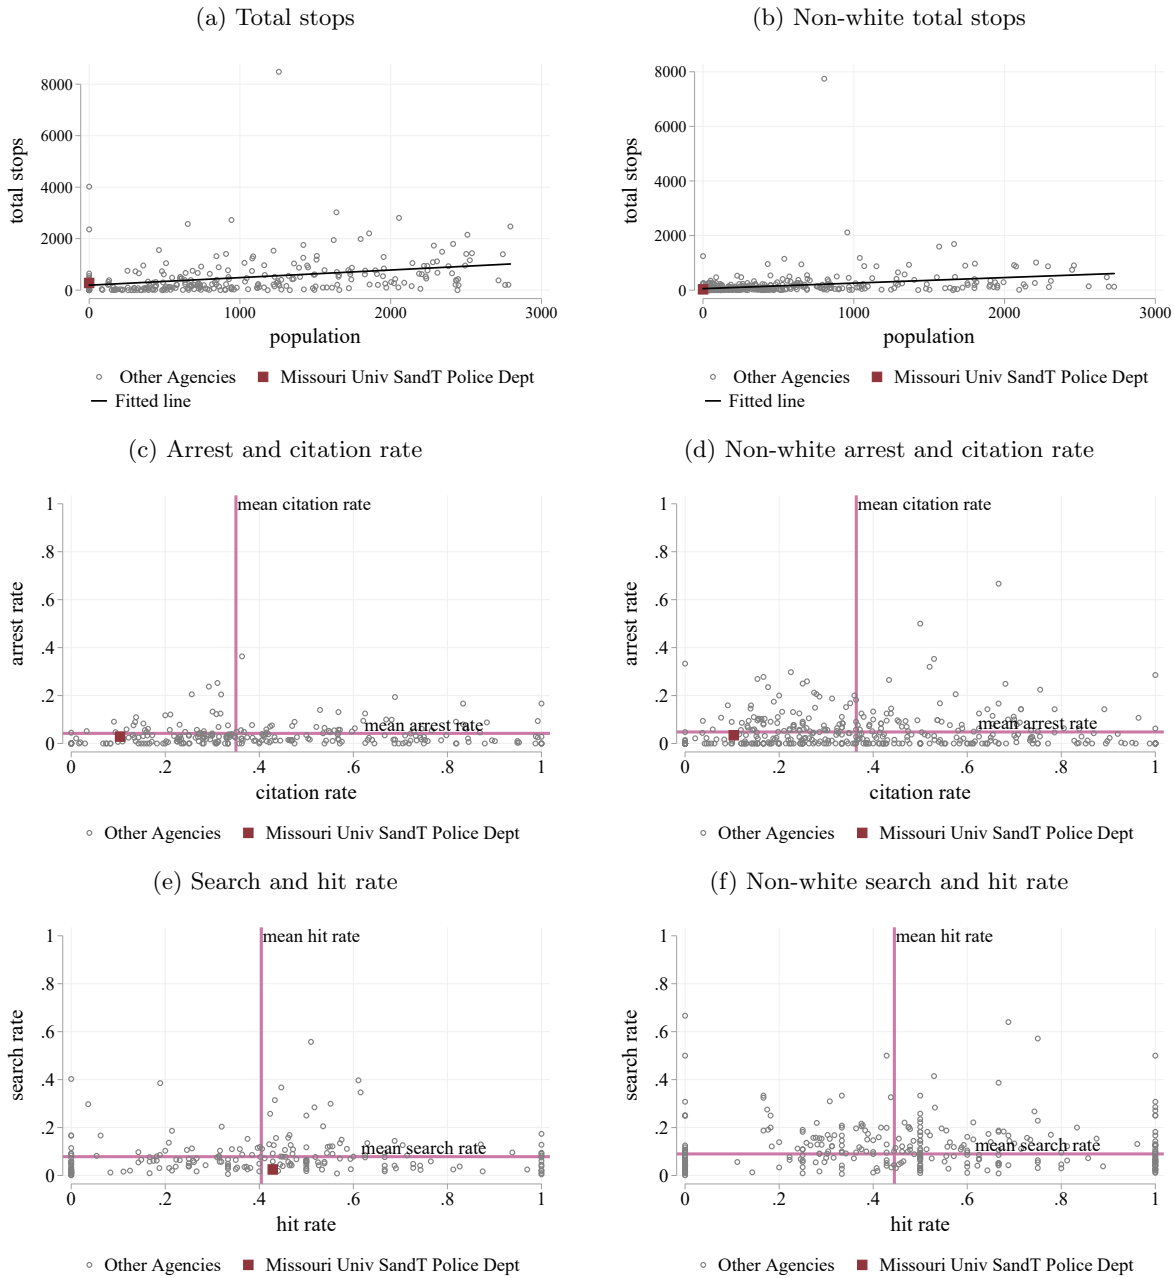 (a) Total stops
(b) Non-white total stops
total stops
8000
6000
4000
2000
0
0 1000 2000 3000
population
Other Agencies Missouri Univ SandT Police Dept
Fitted line
total stops
8000
6000
4000
2000
0
0 1000 2000 3000
population
Other Agencies Missouri Univ SandT Police Dept
Fitted line
(c) Arrest and citation rate
(d) Non-white arrest and citation rate
arrest rate
1
.8
.6
.4
.2
0
mean citation rate
mean arrest rate
0 .2 .4 .6 .8 1
citation rate
Other Agencies Missouri Univ SandT Police Dept
arrest rate
1
.8
.6
.4
.2
0
mean citation rate
mean arrest rate
0 .2 .4 .6 .8 1
citation rate
Other Agencies Missouri Univ SandT Police Dept
(e) Search and hit rate
(f) Non-white search and hit rate
search rate
1
.8
.6
.4
.2
0
mean hit rate
mean search rate
0 .2 .4 .6 .8 1
hit rate
Other Agencies Missouri Univ SandT Police Dept
search rate
1
.8
.6
.4
.2
0
mean hit rate
mean search rate
0 .2 .4 .6 .8 1
hit rate
Other Agencies Missouri Univ SandT Police Dept